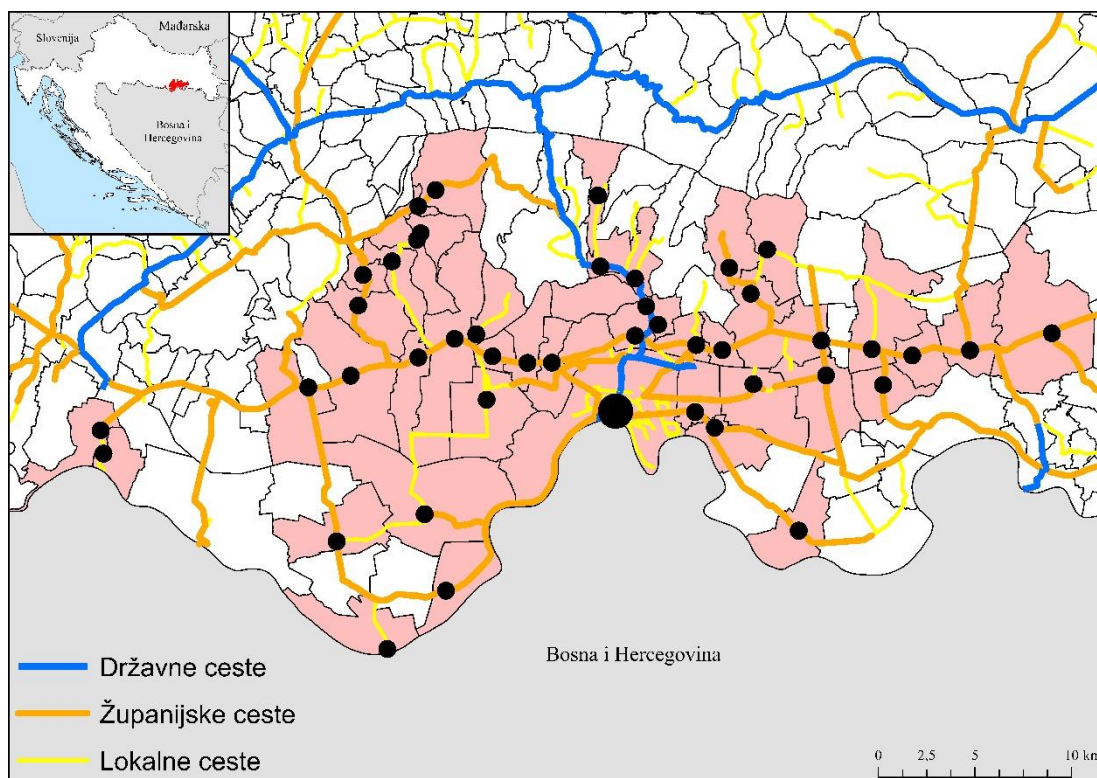 Mađarska
Slovenija
Bosna i
Hercegovina
Bosna i Hercegovina
Državne ceste
Županijske ceste
Lokalne ceste
0 2,5 5 10 km